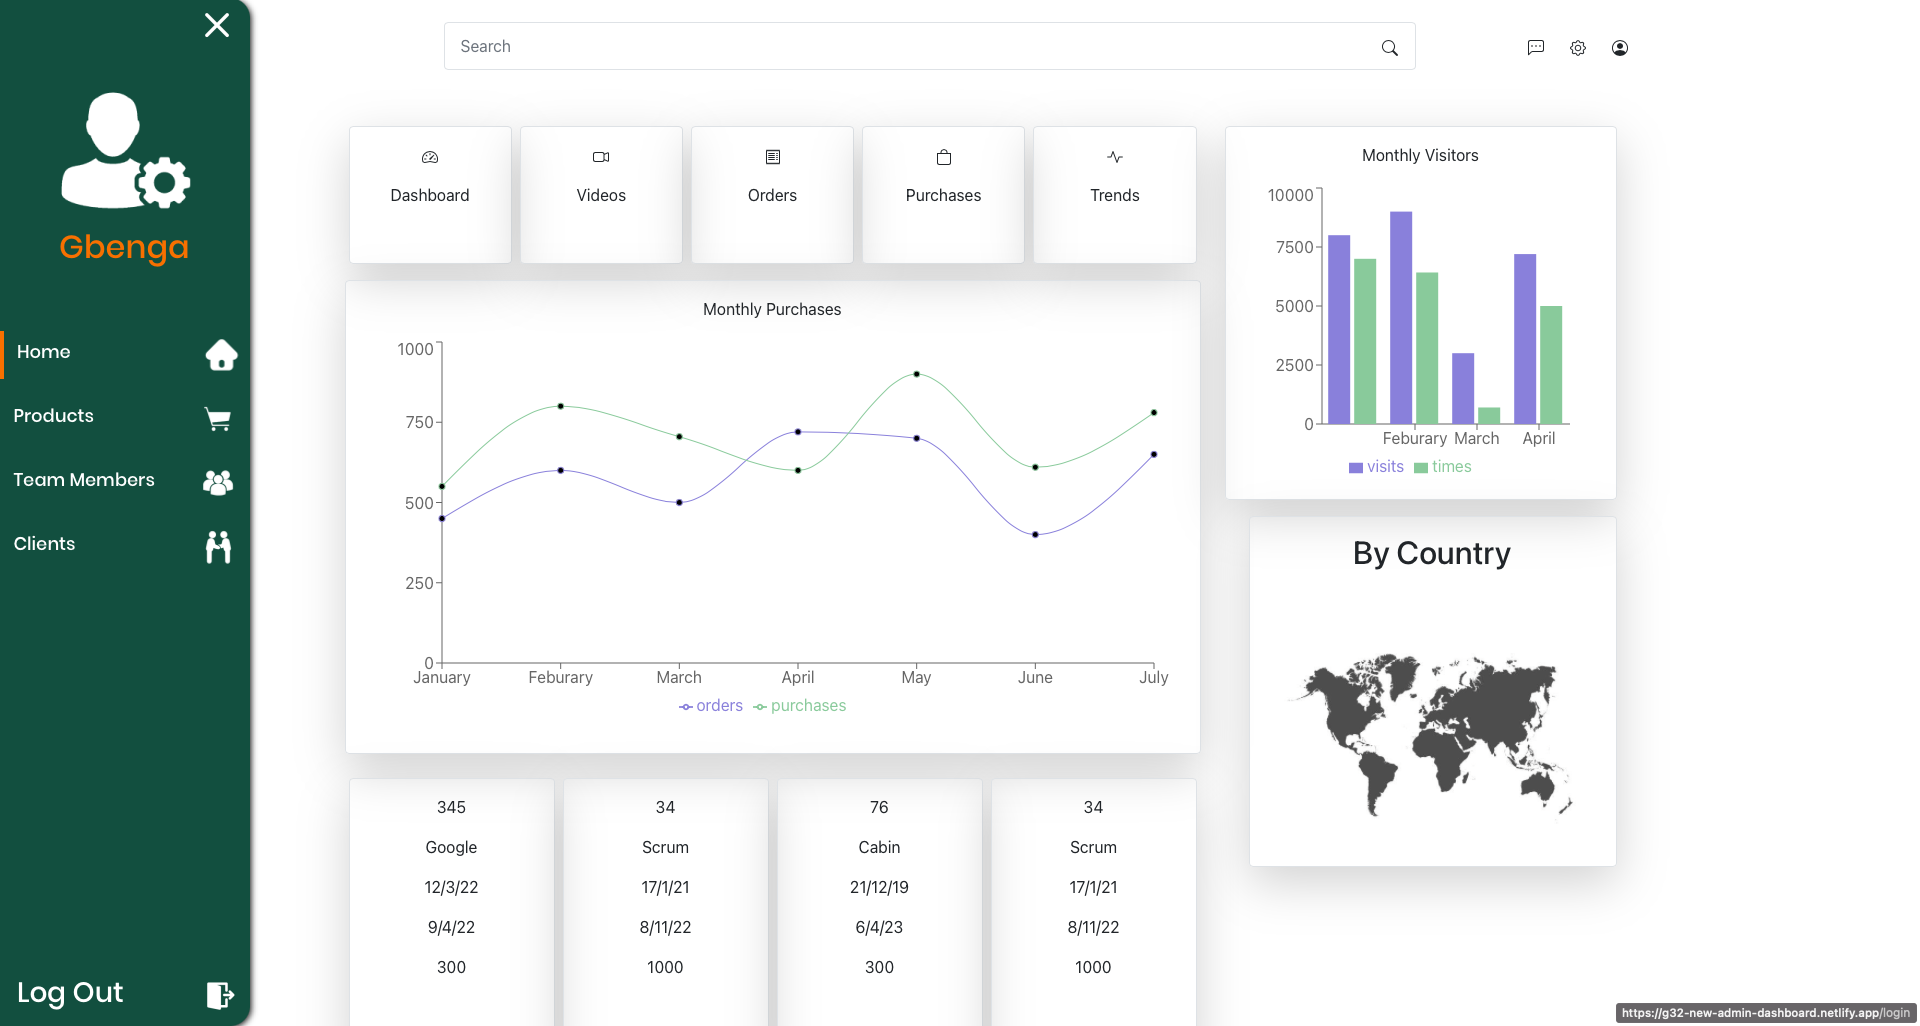 Gbenga
Home
Products
Team Members
Clients
Log Out
Search
Dashboard
Videos
Orders
Purchases
Trends
Monthly Purchases
1000
750
500
250
0
January Feburary March April May June July
orders purchases
Monthly Visitors
10000
7500
5000
2500
0
Feburary March April
visits times
By Country
345
Google
12/3/22
9/4/22
300
34
Scrum
17/1/21
8/11/22
1000
76
Cabin
21/12/19
6/4/23
300
34
Scrum
17/1/21
8/11/22
1000
https://g32-new-admin-dashboard.netlify.app/login